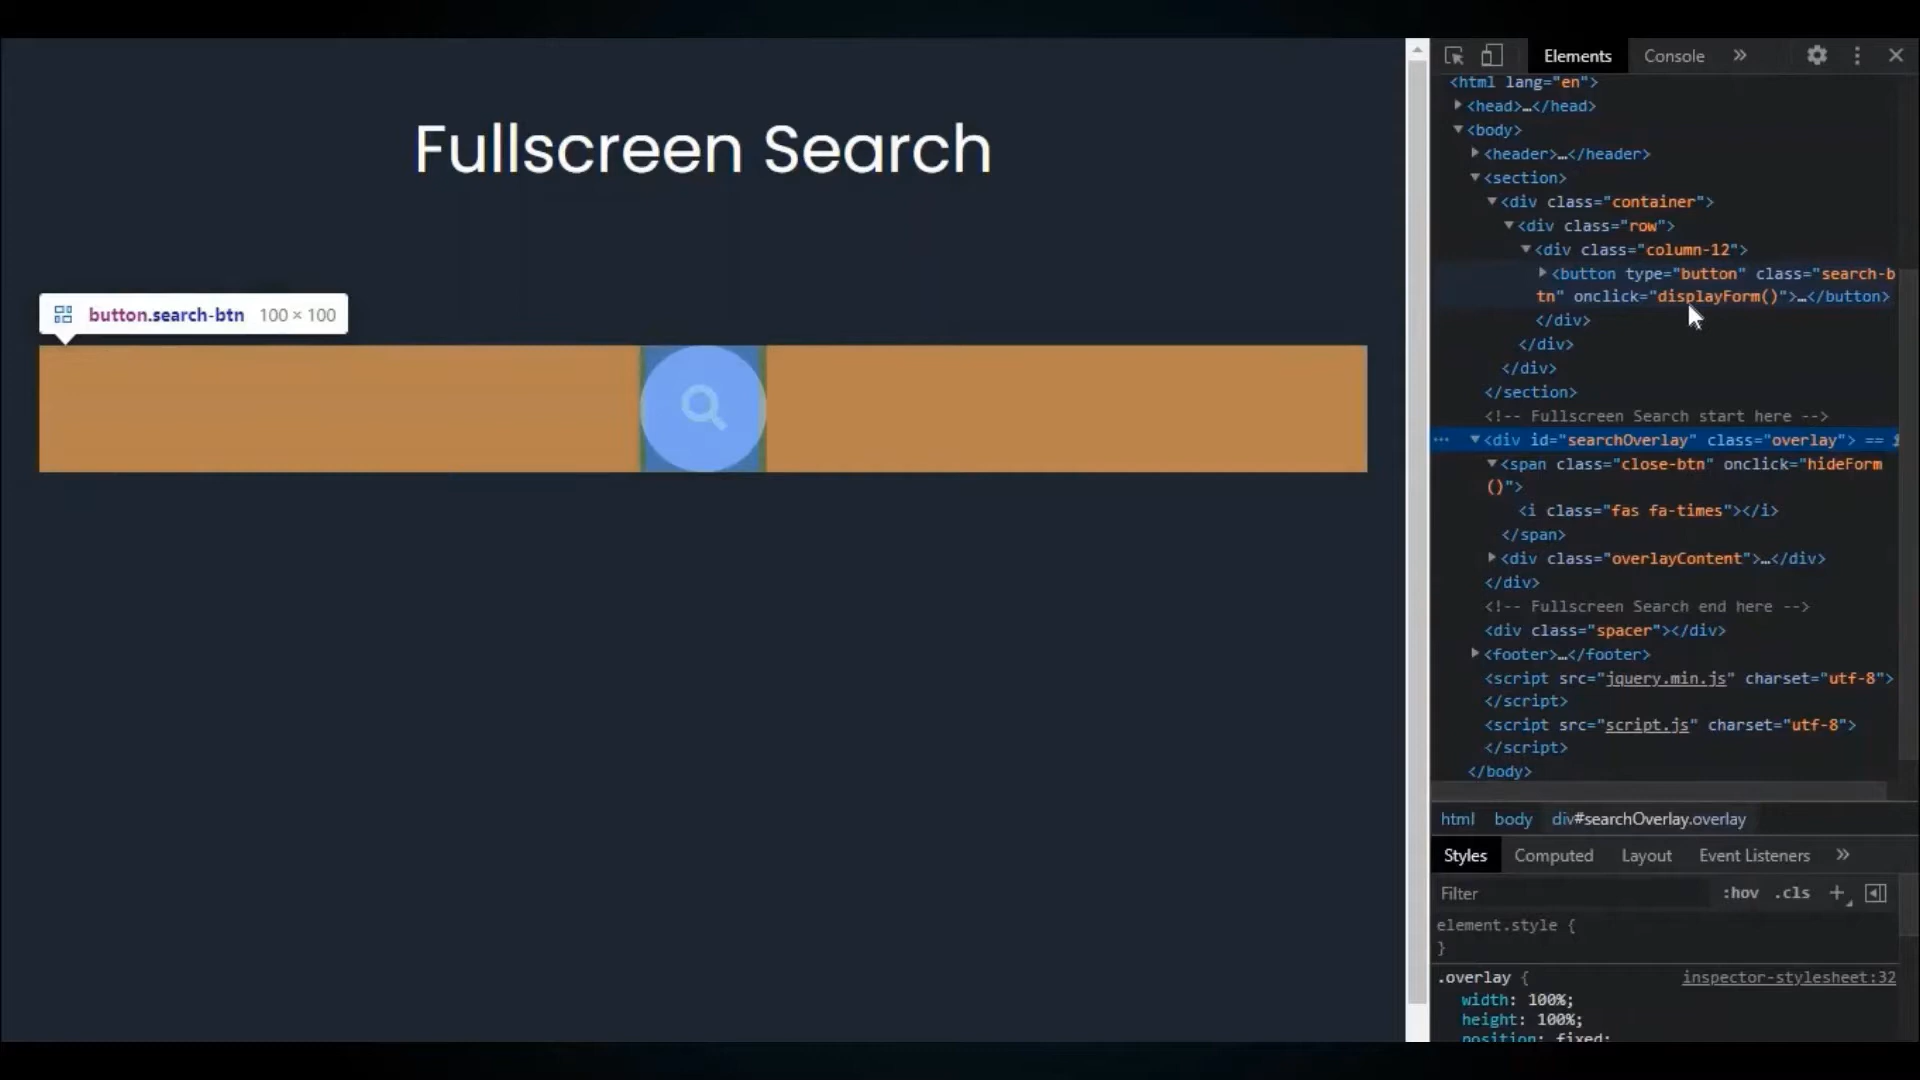 Elements Console
<html lang="en">
<head>…</head>
<body>
<header>…</header>
<section>
<div class="container">
<div class="row">
<div class="column-12">
<button type="button" class="search-b
tn" onclick="displayForm()">…</button>
</div>
</div>
</div>
</section>
<!-- Fullscreen Search start here -->
<div id="searchOverlay" class="overlay"> ==
<span class="close-btn" onclick="hideForm
()">
<i class="fas fa-times"></i>
</span>
<div class="overlayContent">…</div>
</div>
<!-- Fullscreen Search end here -->
<div class="spacer"></div>
<footer>…</footer>
<script src="jquery.min.js" charset="utf-8">
</script>
<script src="script.js" charset="utf-8">
</script>
</body>
html body div#searchOverlay.overlay
Styles Computed Layout Event Listeners
Filter :hov .cls
element.style {
}
.overlay { inspector-stylesheet:32
width: 100%;
height: 100%;
position: fixed;
Fullscreen Search
button.search-btn 100 × 100